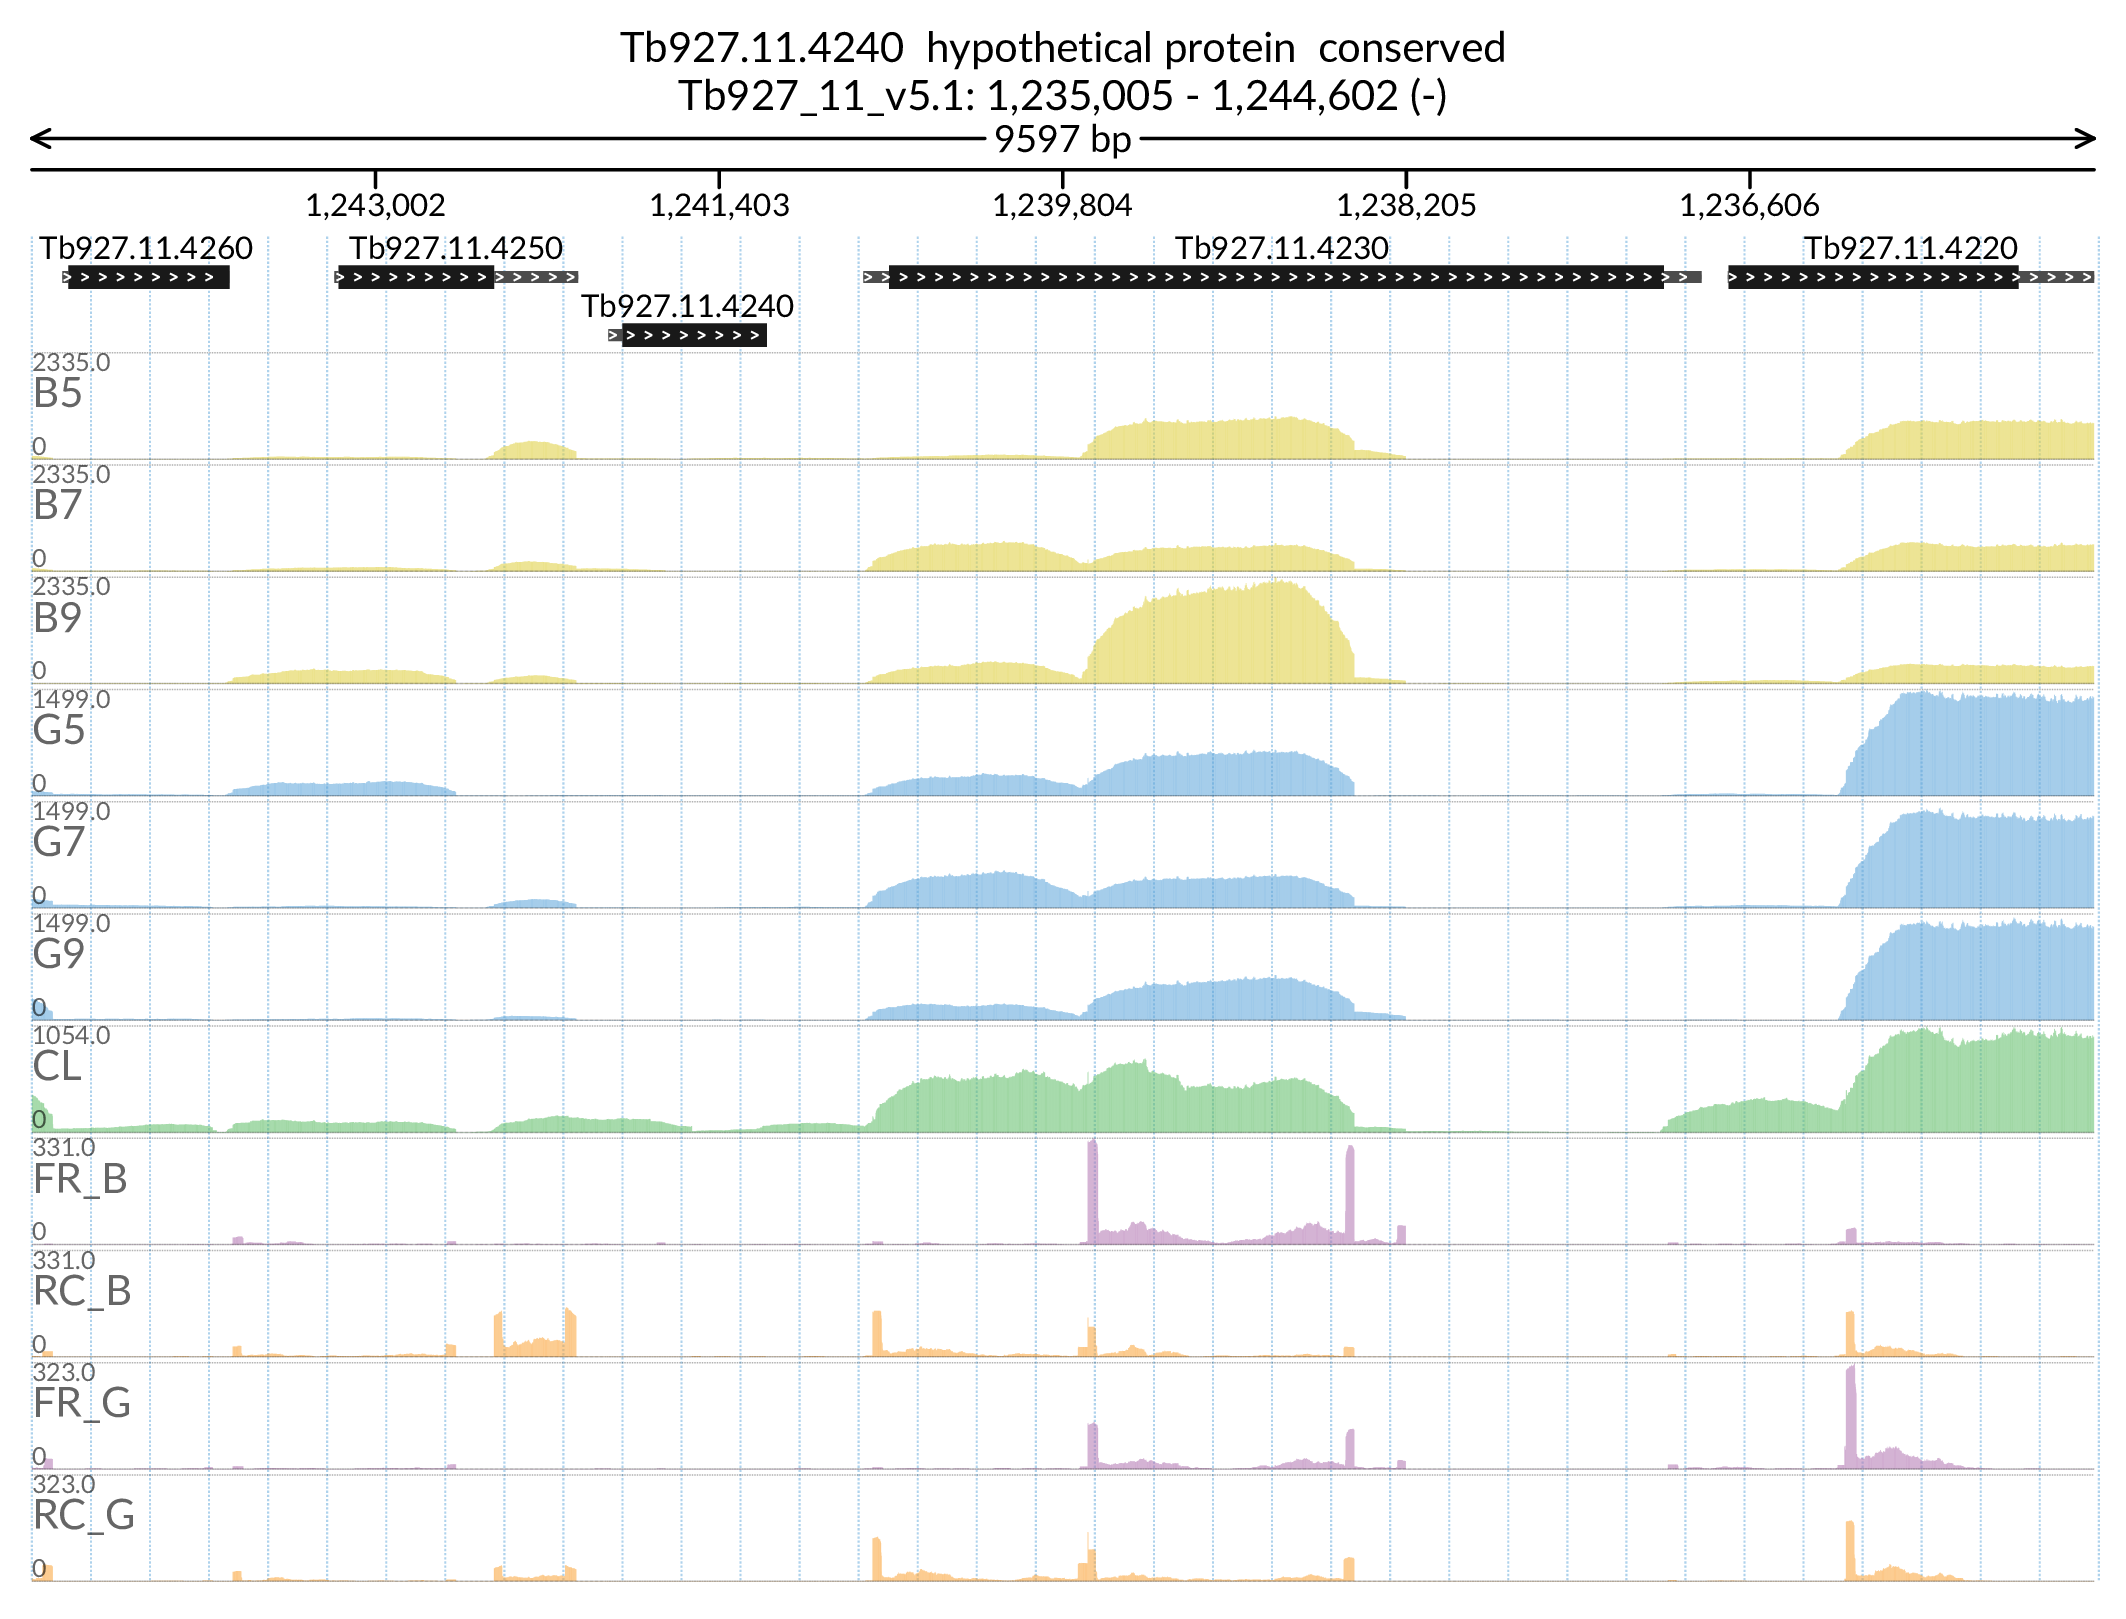 Tb927.11.4240  hypothetical protein  conserved
Tb927_11_v5.1: 1,235,005 - 1,244,602 (-)
9597 bp
1,243,002 1,241,403 1,239,804 1,238,205 1,236,606
Tb927.11.4260 Tb927.11.4250 Tb927.11.4230 Tb927.11.4220
Tb927.11.4240
2335.0
B5
0
2335.0
B7
0
2335.0
B9
0
1499.0
G5
0
1499.0
G7
0
1499.0
G9
0
1054.0
CL
0
331.0
FR_B
0
331.0
RC_B
0
323.0
FR_G
0
323.0
RC_G
0